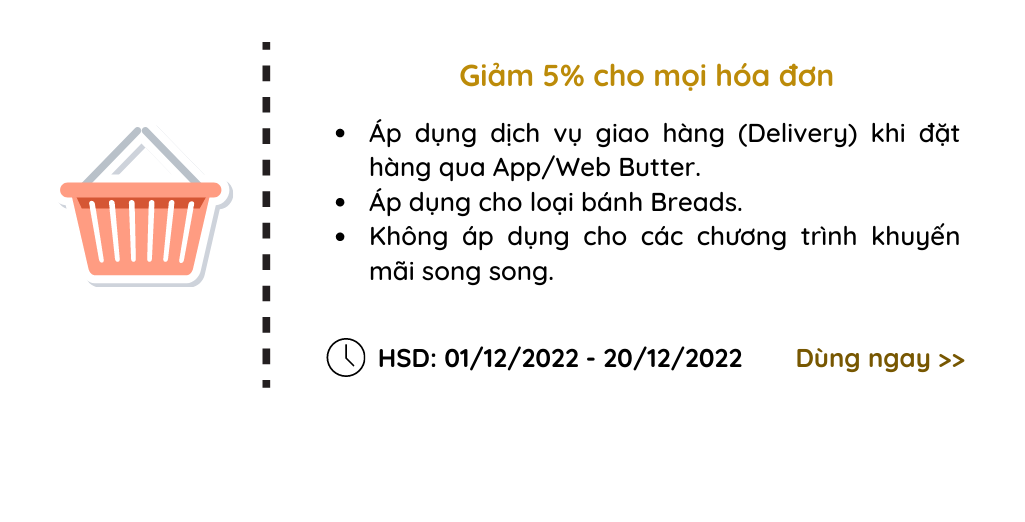 Giảm 5% cho mọi hóa đơn
• Áp dụng dịch vụ giao hàng (Delivery) khi đặt
hàng qua App/Web Butter.
• Áp dụng cho loại bánh Breads.
• Không áp dụng cho các chương trình khuyến
mãi song song.
HSD: 01/12/2022 - 20/12/2022
Dùng ngay >>